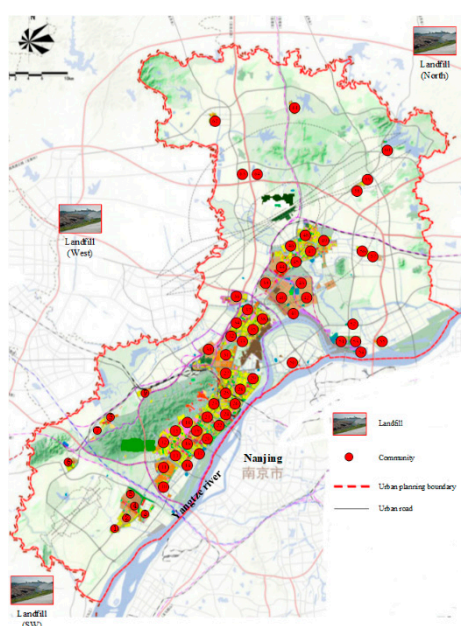 Landfill
(North)
Landfill
(West)
Landfill
Community
Nanjing
南京市
Urban planning boundary
Yangtze river
Urban road
Landfill
(SW)